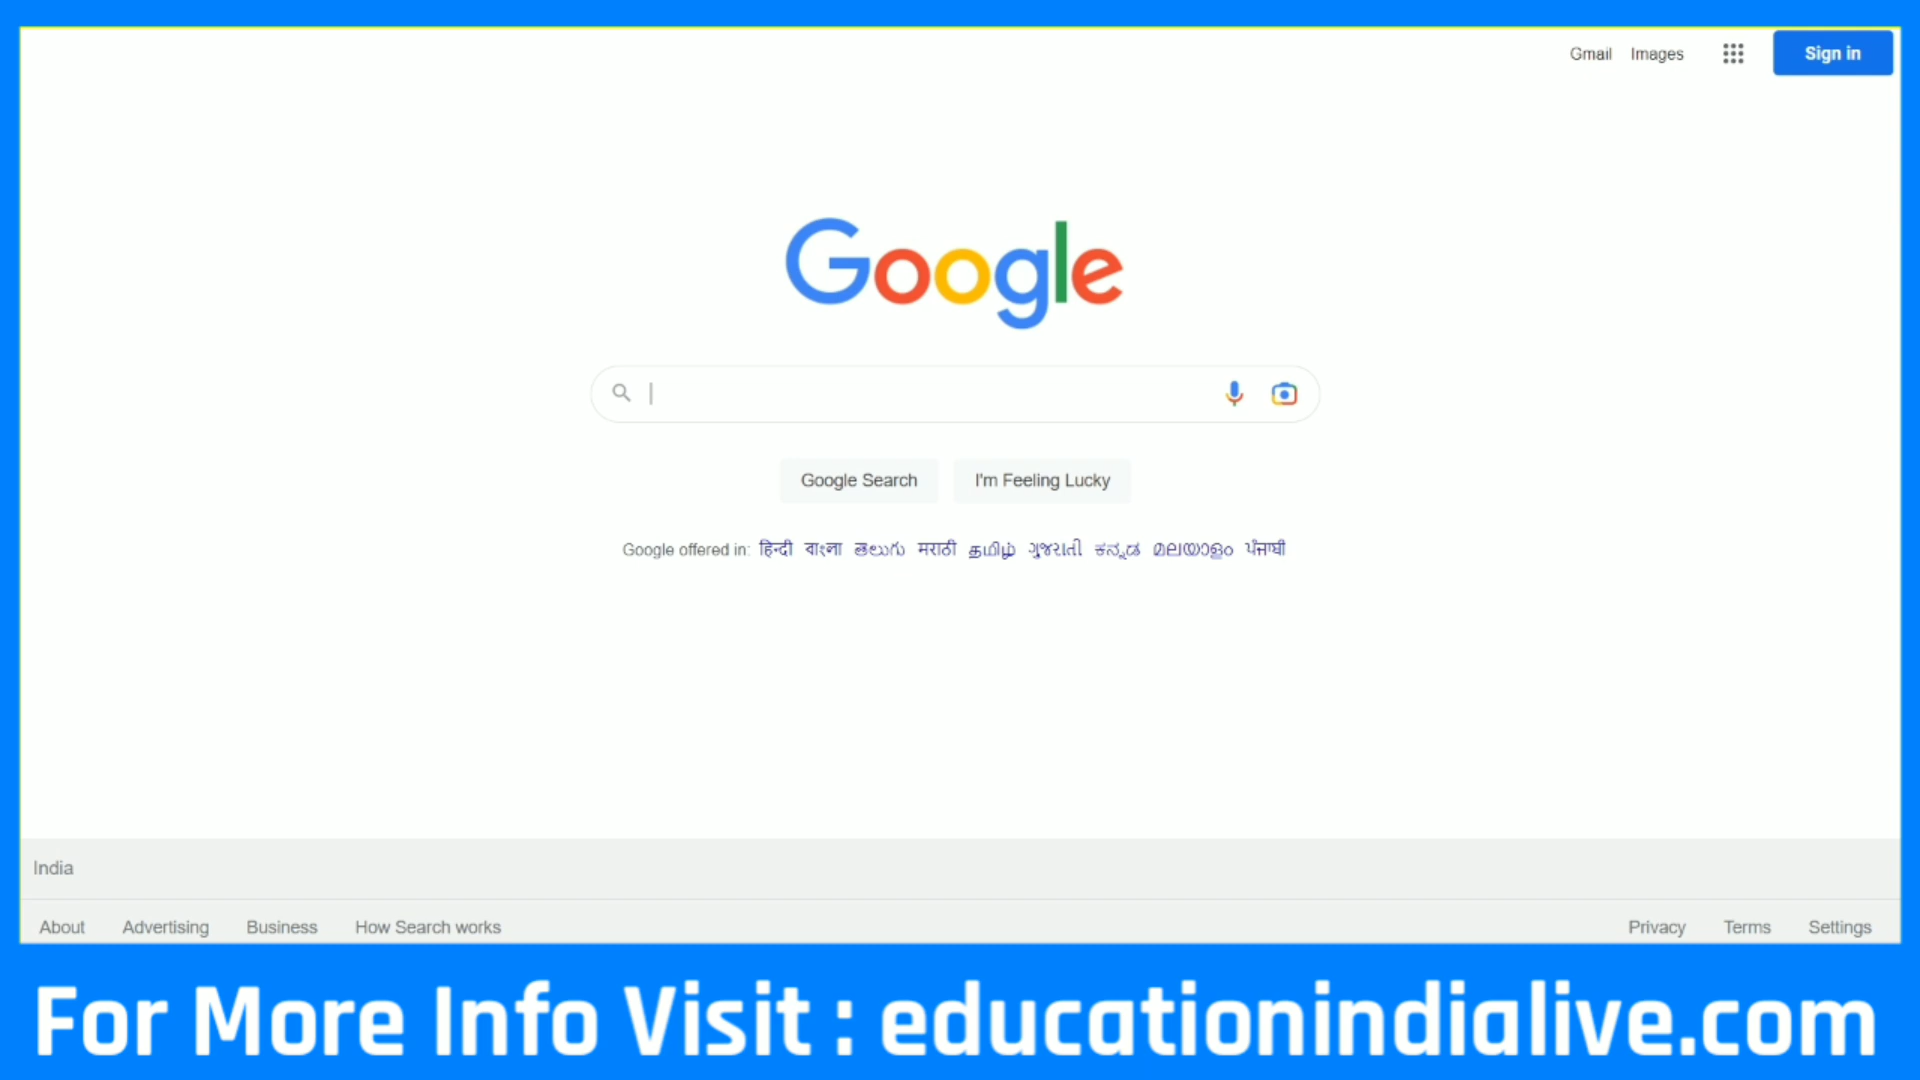 Gmail Images Sign in
Google
Google Search I'm Feeling Lucky
Google offered in: हिन्दी বাংলা తెలుగు मराठी தமிழ் ગુજરાતી ಕನ್ನಡ മലയാളം ਪੰਜਾਬੀ
India
About Advertising Business How Search works Privacy Terms Settings
For More Info Visit : educationindialive.com